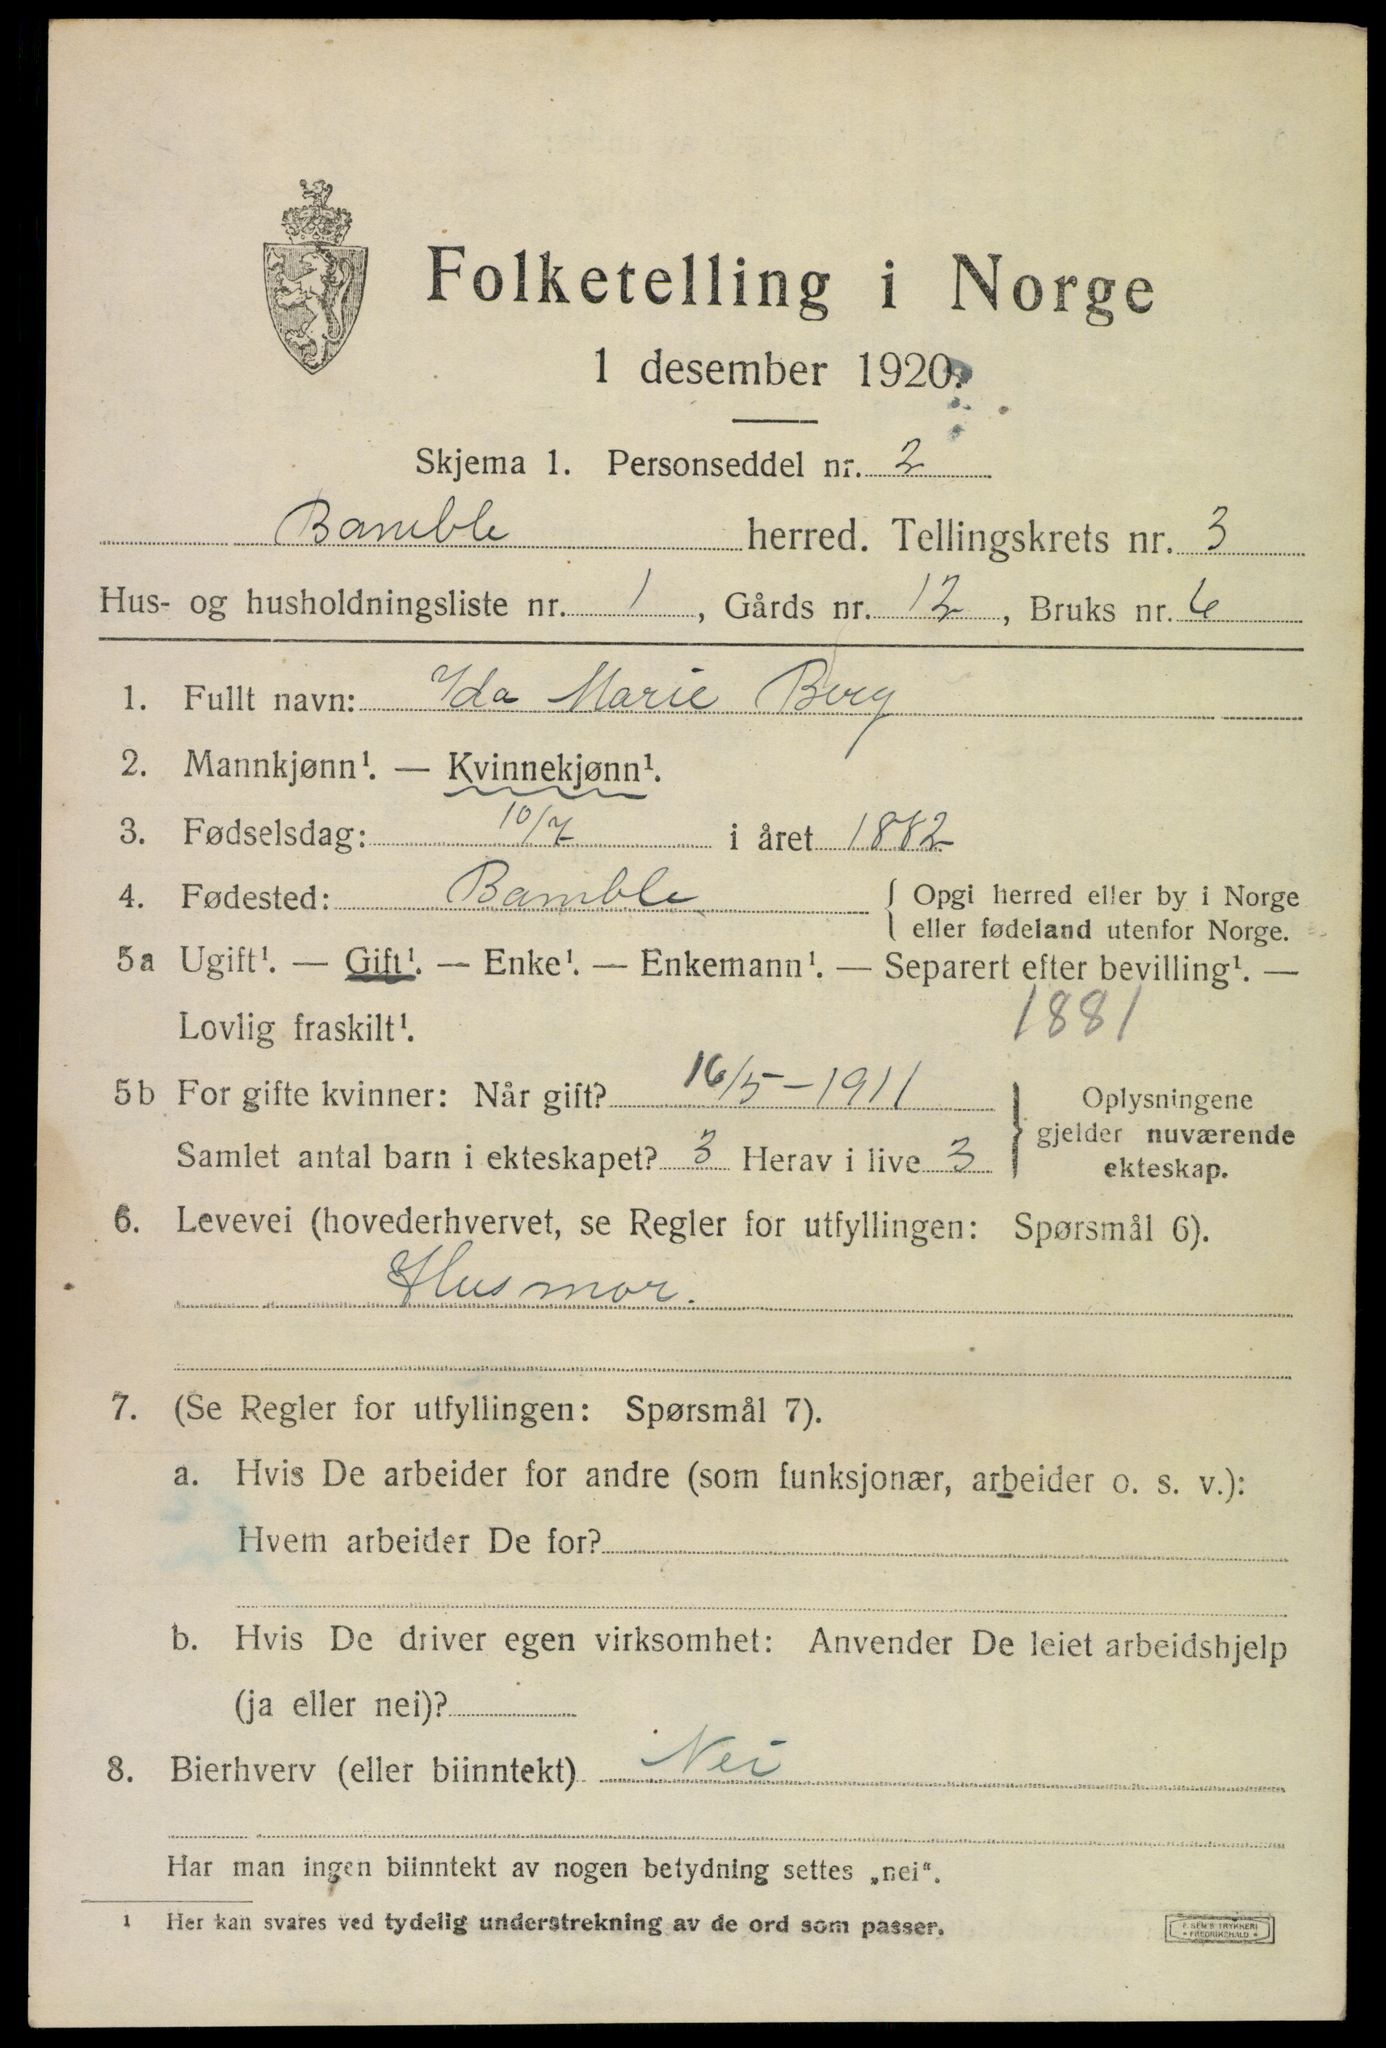 Folketelling i Norge
1 desember 1920.
Skjema 1. Personseddel nr. 2
Bamble herred. Tellingskrets nr. 3
Hus- og husholdningsliste nr. 1, Gårds nr. 12, Bruks nr. 6
1. Fullt navn: Ida Marie Berg
2. Mannkjønn¹. — Kvinnekjønn¹.
3. Fødselsdag: 10/7 i året 1882
4. Fødested: Bamble { Opgi herred eller by i Norge
eller fødeland utenfor Norge.
5a Ugift¹. — Gift¹. — Enke¹. — Enkemann¹. — Separert efter bevilling¹. —
Lovlig fraskilt¹. 1881
5b For gifte kvinner: Når gift? 16/5-1911 } Oplysningene
gjelder nuværende
Samlet antal barn i ekteskapet? 3 Herav i live 3 ekteskap.
6. Levevei (hovederhvervet, se Regler for utfyllingen: Spørsmål 6).
Husmor.
7. (Se Regler for utfyllingen: Spørsmål 7).
a. Hvis De arbeider for andre (som funksjonær, arbeider o. s. v.):
Hvem arbeider De for?
b. Hvis De driver egen virksomhet: Anvender De leiet arbeidshjelp
(ja eller nei)?
8. Bierhverv (eller biinntekt) Nei
Har man ingen biinntekt av nogen betydning settes „nei“.
1 Her kan svares ved tydelig understrekning av de ord som passer.
E. SEM'S TRYKKERI
FREDRIKSHALD